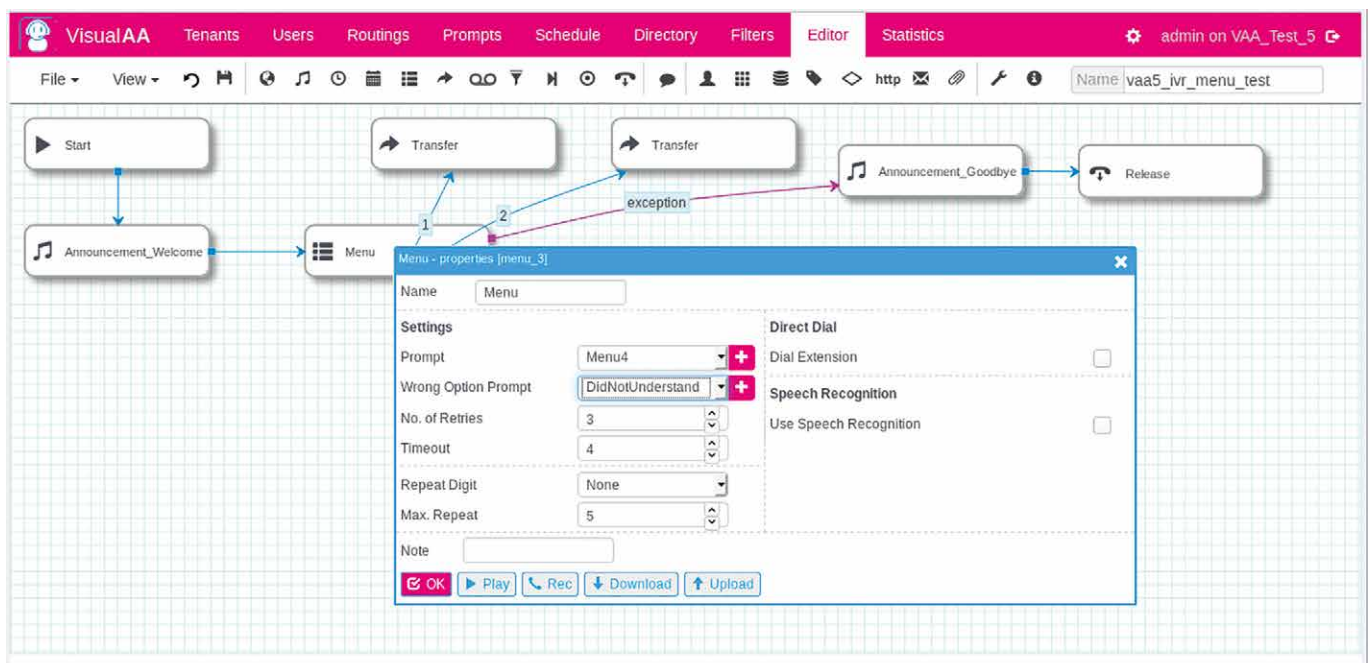 VisualAA Tenants Users Routings Prompts Schedule Directory Filters Editor Statistics admin on VAA_Test_5
File View http Name vaa5_ivr_menu_test
Start Transfer Transfer
Announcement_Goodbye Release
exception
1 2
Announcement_Welcome Menu
Menu - properties [menu_3]
Name Menu
Settings Direct Dial
Prompt Menu4 Dial Extension
Wrong Option Prompt DidNotUnderstand
Speech Recognition
No. of Retries 3 Use Speech Recognition
Timeout 4
Repeat Digit None
Max. Repeat 5
Note
OK Play Rec Download Upload